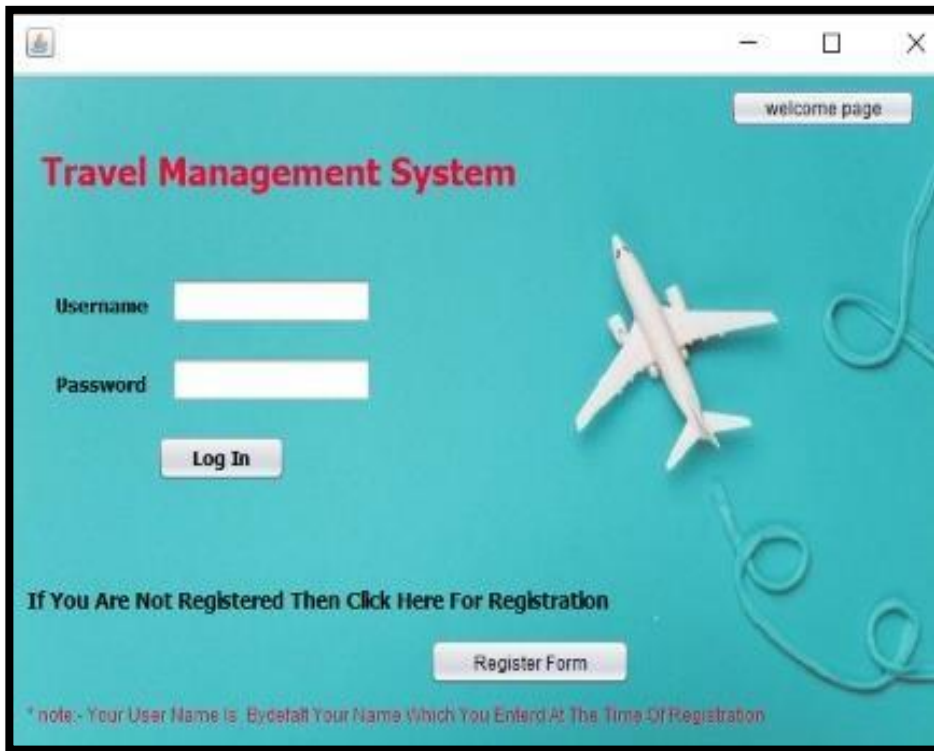 welcome page
Travel Management System
Username
Password
Log In
If You Are Not Registered Then Click Here For Registration
Register Form
* note:- Your User Name Is Bydefalt Your Name Which You Enterd At The Time Of Registration